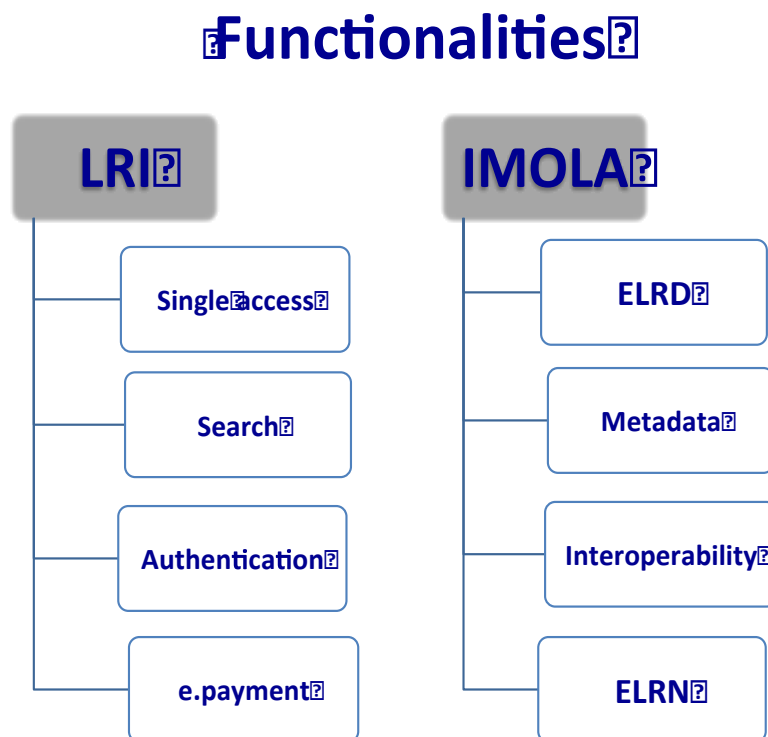 Functionalities
LRI
Single access
Search
Authentication
e.payment
IMOLA
ELRD
Metadata
Interoperability
ELRN